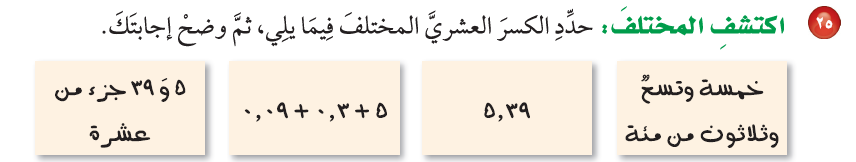 ٢٥ اكتشفِ المختلفَ: حدِّدِ الكسرَ العشريَّ المختلفَ فِيمَا يلِي، ثمَّ وضحْ إجابتَكَ.
خمسة وتسعٌ
وثلاثون من مئة
٥,٣٩
٥ + ٠,٣ + ٠,٠٩
٥ وَ ٣٩ جزء من
عشرة